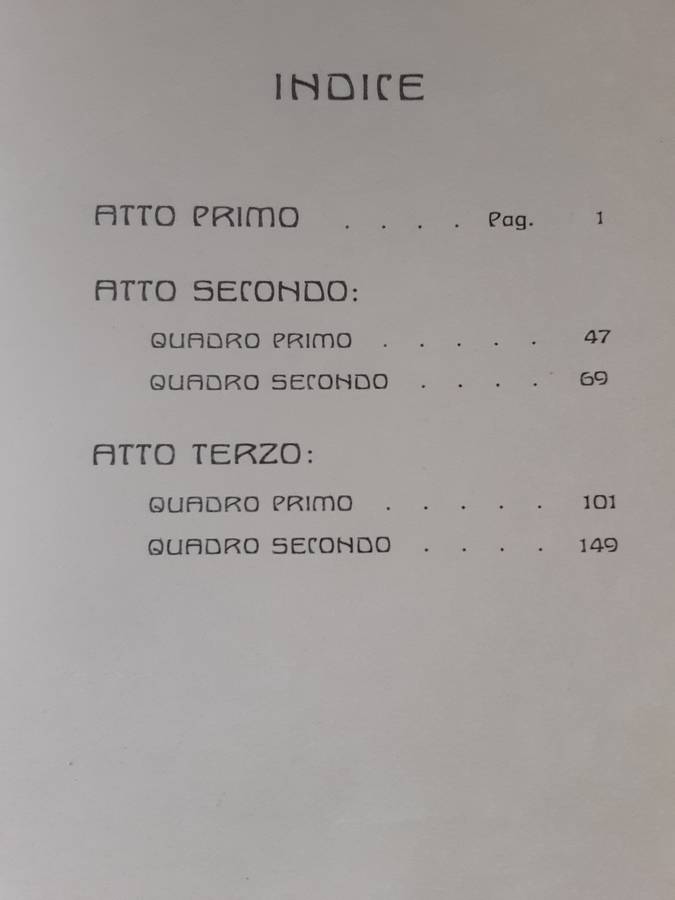 INDICE
ATTO PRIMO . . . . Pag. 1
ATTO SECONDO:
QUADRO PRIMO . . . . . 47
QUADRO SECONDO . . . . 69
ATTO TERZO:
QUADRO PRIMO . . . . . 101
QUADRO SECONDO . . . . 149